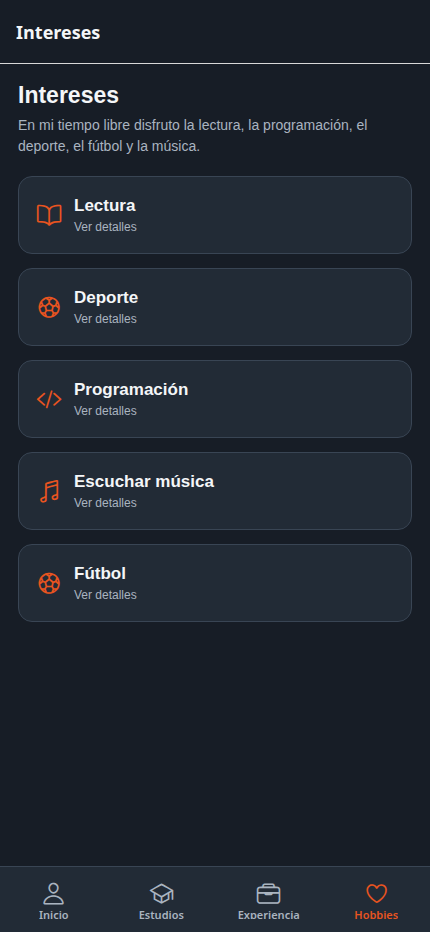 Intereses
Intereses
En mi tiempo libre disfruto la lectura, la programación, el
deporte, el fútbol y la música.
Lectura
Ver detalles
Deporte
Ver detalles
Programación
Ver detalles
Escuchar música
Ver detalles
Fútbol
Ver detalles
Inicio
Estudios
Experiencia
Hobbies